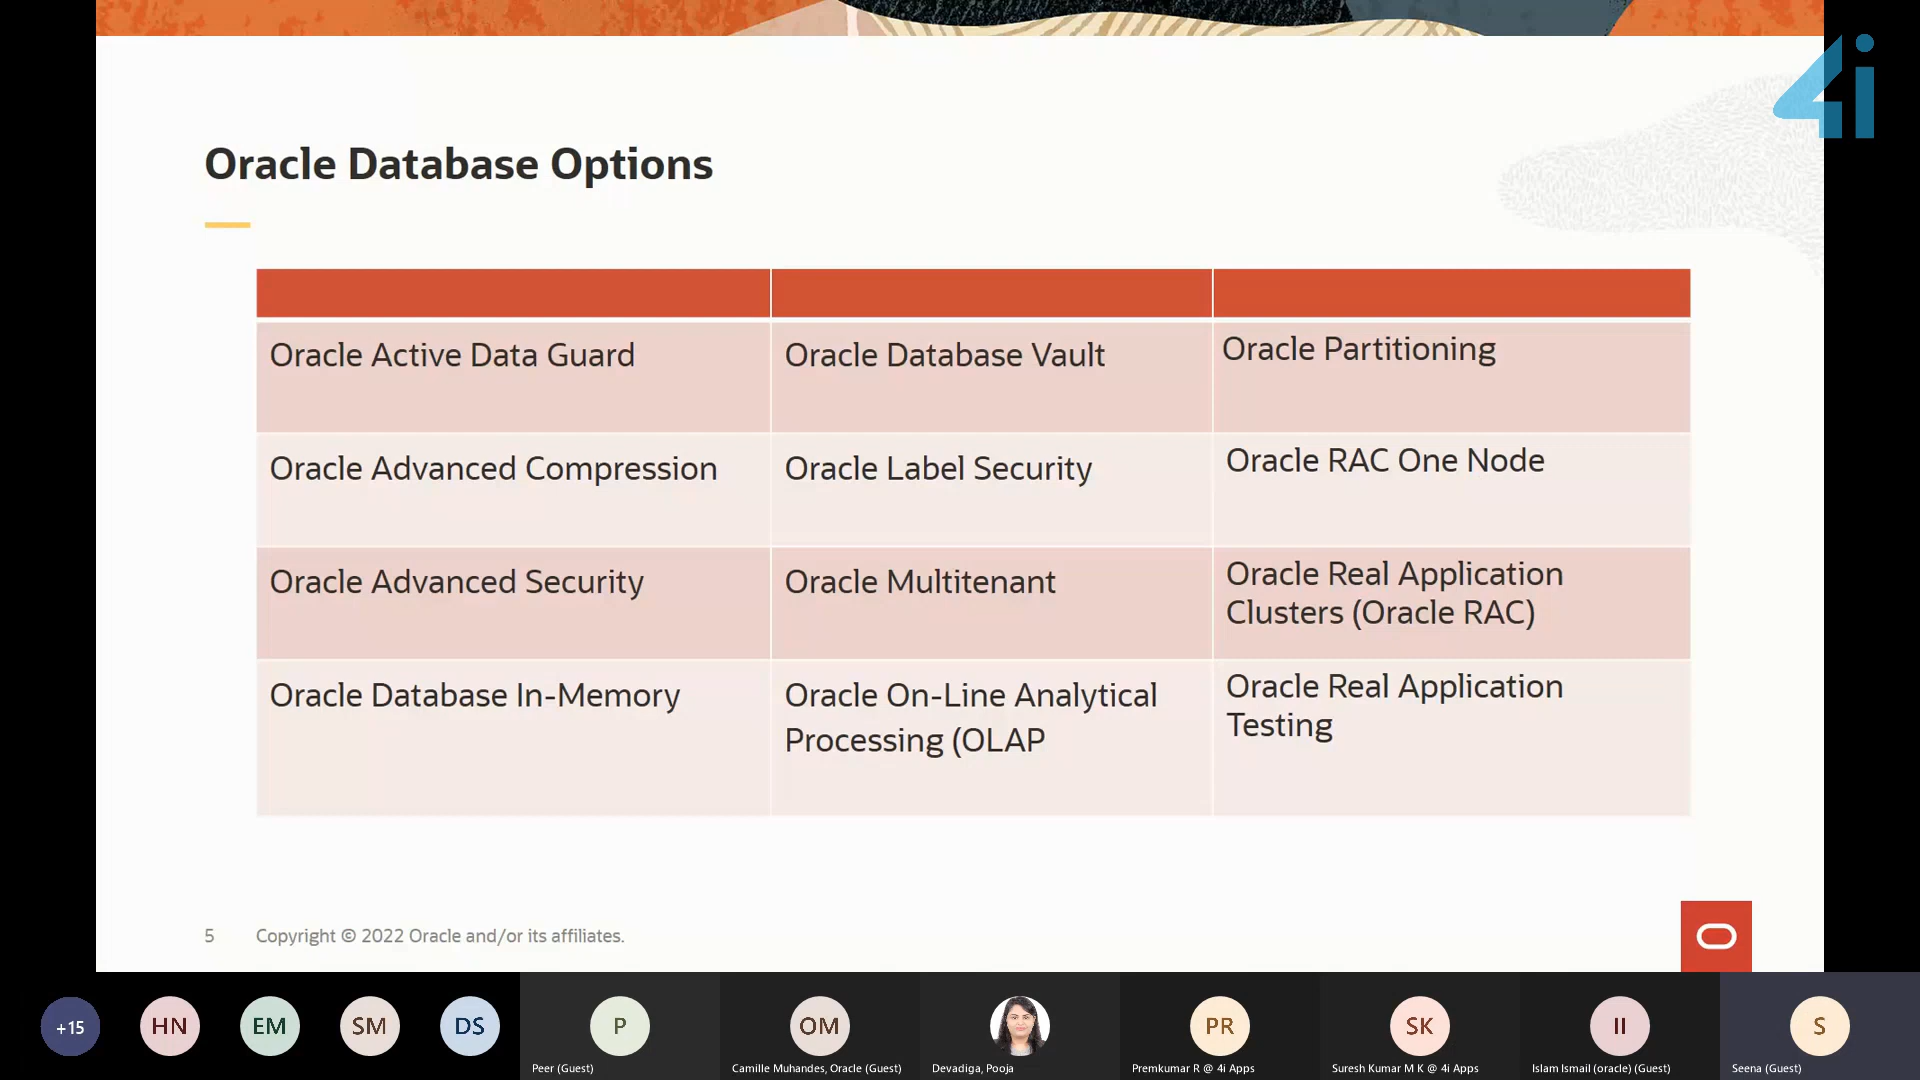 4i
Oracle Database Options
Oracle Active Data Guard
Oracle Database Vault
Oracle Partitioning
Oracle Advanced Compression
Oracle Label Security
Oracle RAC One Node
Oracle Advanced Security
Oracle Multitenant
Oracle Real Application
Clusters (Oracle RAC)
Oracle Database In-Memory
Oracle On-Line Analytical
Processing (OLAP
Oracle Real Application
Testing
5
Copyright © 2022 Oracle and/or its affiliates.
+15
HN
EM
SM
DS
P
OM
PR
SK
II
S
Peer (Guest)
Camille Muhandes, Oracle (Guest)
Devadiga, Pooja
Premkumar R @ 4i Apps
Suresh Kumar M K @ 4i Apps
Islam Ismail (oracle) (Guest)
Seena (Guest)